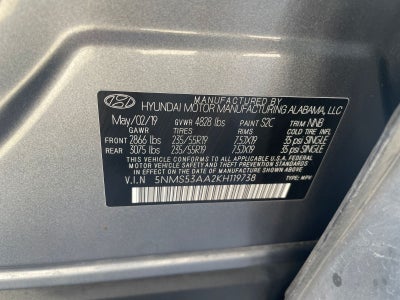 MANUFACTURED BY
HYUNDAI MOTOR MANUFACTURING ALABAMA, LLC
May/02/19 GVWR 4828 lbs PAINT S2C TRIM NNB
GAWR TIRES RIMS COLD TIRE INFL.
FRONT 2866 lbs 235/55R19 7.5JX19 35 psi SINGLE
REAR 3075 lbs 235/55R19 7.5JX19 35 psi SINGLE
THIS VEHICLE CONFORMS TO ALL APPLICABLE FEDERAL MOTOR
VEHICLE SAFETY AND THEFT PREVENTION STANDARDS
IN EFFECT ON THE DATE OF MANUFACTURE SHOWN ABOVE.
V.I.N 5NMS53AA2KH119738 TYPE: MPV